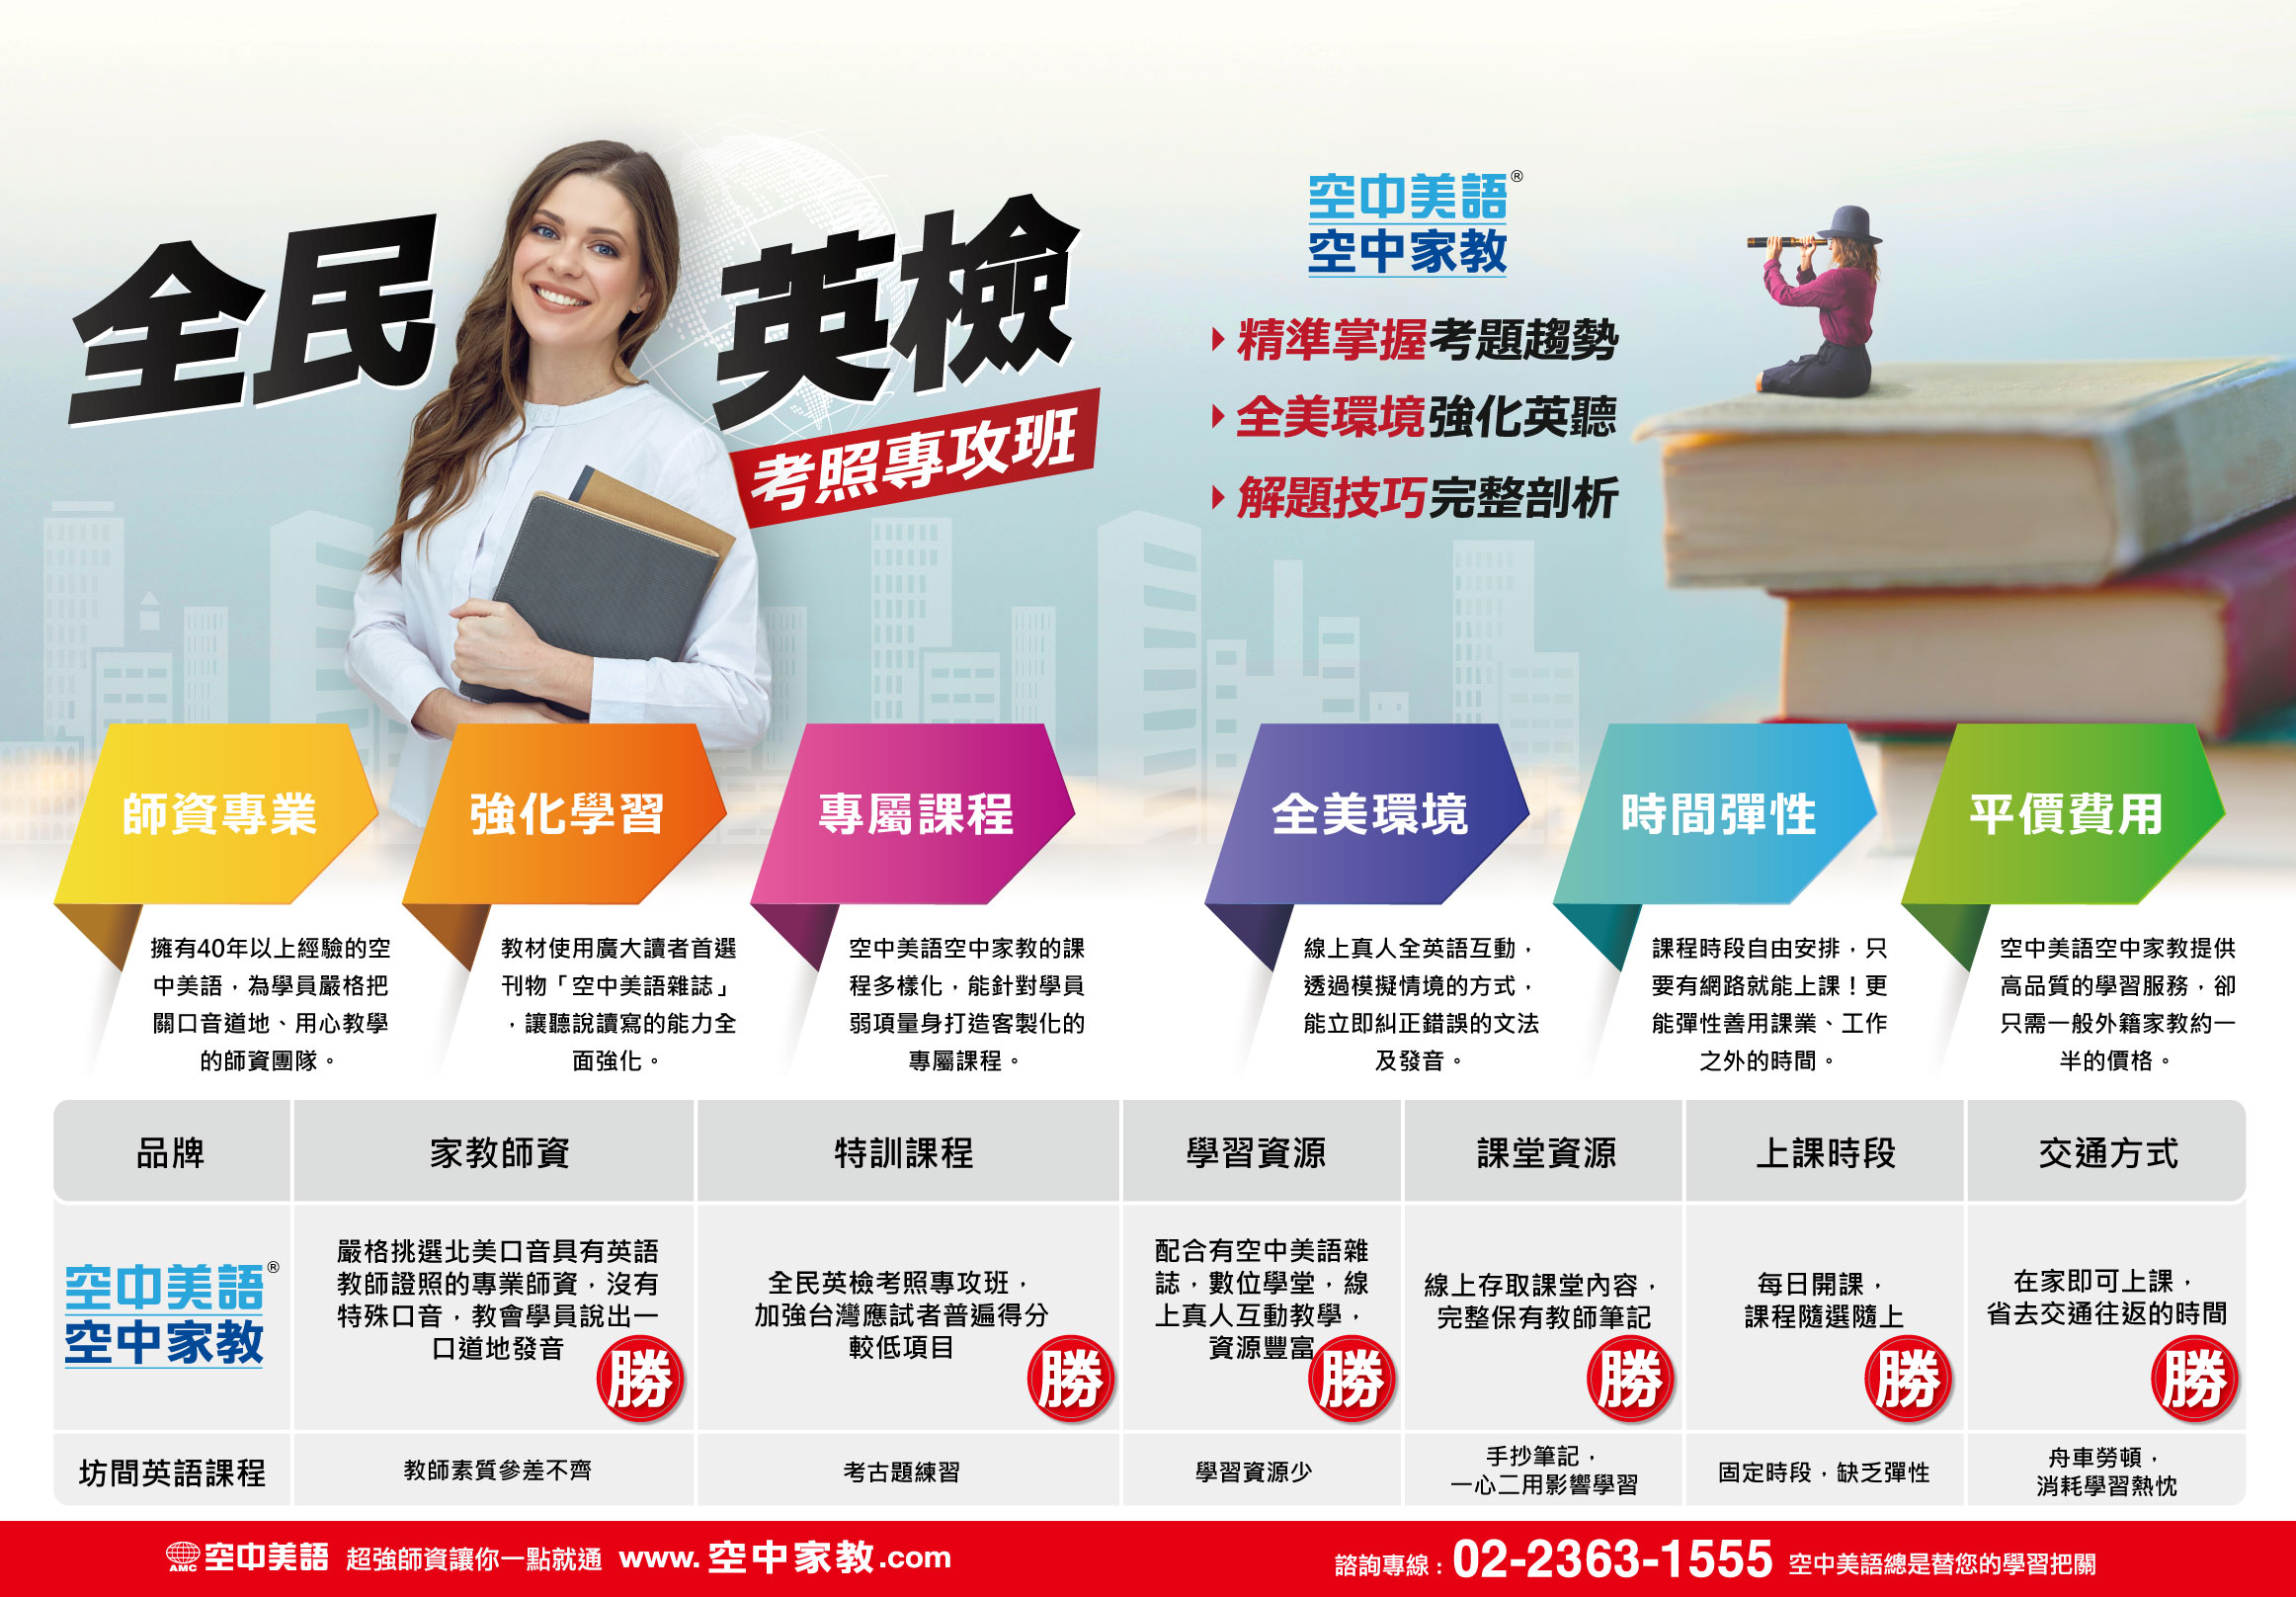 全民英檢
考照專攻班
空中美語®
空中家教
精準掌握考題趨勢
全美環境強化英聽
解題技巧完整剖析
師資專業
擁有40年以上經驗的空
中美語，為學員嚴格把
關口音道地、用心教學
的師資團隊。
強化學習
教材使用廣大讀者首選
刊物「空中美語雜誌」
，讓聽說讀寫的能力全
面強化。
專屬課程
空中美語空中家教的課
程多樣化，能針對學員
弱項量身打造客製化的
專屬課程。
全美環境
線上真人全英語互動，
透過模擬情境的方式，
能立即糾正錯誤的文法
及發音。
時間彈性
課程時段自由安排，只
要有網路就能上課！更
能彈性善用課業、工作
之外的時間。
平價費用
空中美語空中家教提供
高品質的學習服務，卻
只需一般外籍家教約一
半的價格。
品牌
家教師資
特訓課程
學習資源
課堂資源
上課時段
交通方式
空中美語®
空中家教
嚴格挑選北美口音具有英語
教師證照的專業師資，沒有
特殊口音，教會學員說出一
口道地發音
勝
全民英檢考照專攻班，
加強台灣應試者普遍得分
較低項目
勝
配合有空中美語雜
誌，數位學堂，線
上真人互動教學，
資源豐富
勝
線上存取課堂內容，
完整保有教師筆記
勝
每日開課，
課程隨選隨上
勝
在家即可上課，
省去交通往返的時間
勝
坊間英語課程
教師素質參差不齊
考古題練習
學習資源少
手抄筆記，
一心二用影響學習
固定時段，缺乏彈性
舟車勞頓，
消耗學習熱忱
AMC 空中美語 超強師資讓你一點就通 www.空中家教.com
諮詢專線：02-2363-1555 空中美語總是替您的學習把關